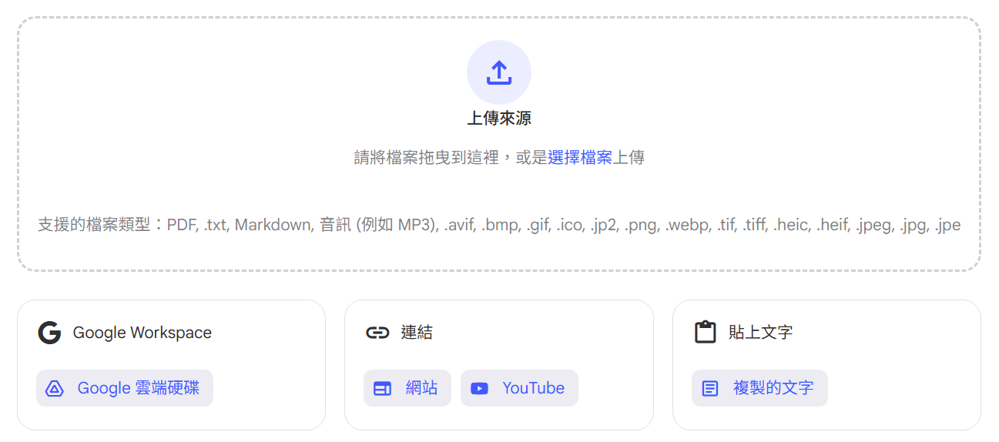 上傳來源
請將檔案拖曳到這裡，或是選擇檔案上傳
支援的檔案類型：PDF, .txt, Markdown, 音訊 (例如 MP3), .avif, .bmp, .gif, .ico, .jp2, .png, .webp, .tif, .tiff, .heic, .heif, .jpeg, .jpg, .jpe
Google Workspace
Google 雲端硬碟
連結
網站
YouTube
貼上文字
複製的文字